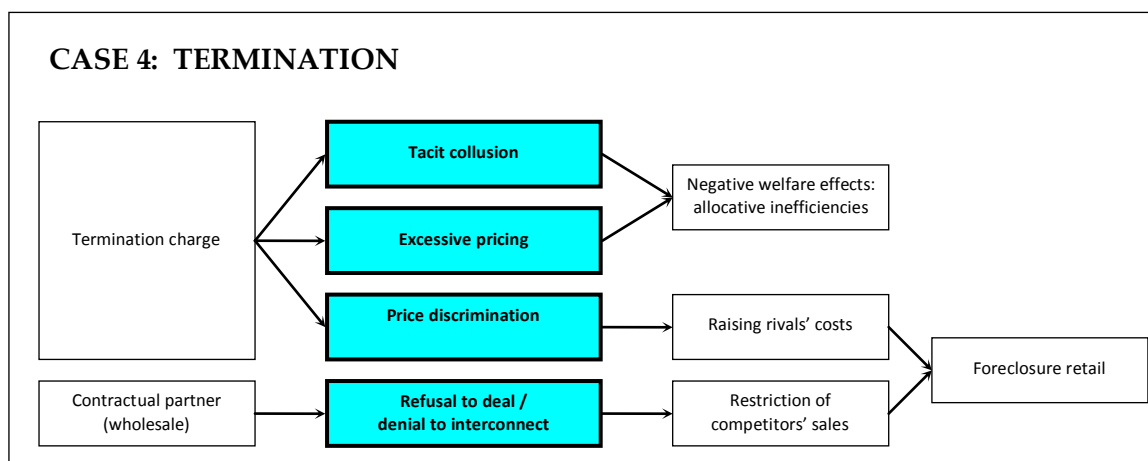 CASE 4: TERMINATION
Tacit collusion
Negative welfare effects:
allocative inefficiencies
Termination charge
Excessive pricing
Price discrimination
Raising rivals’ costs
Foreclosure retail
Contractual partner
(wholesale)
Refusal to deal /
denial to interconnect
Restriction of
competitors’ sales